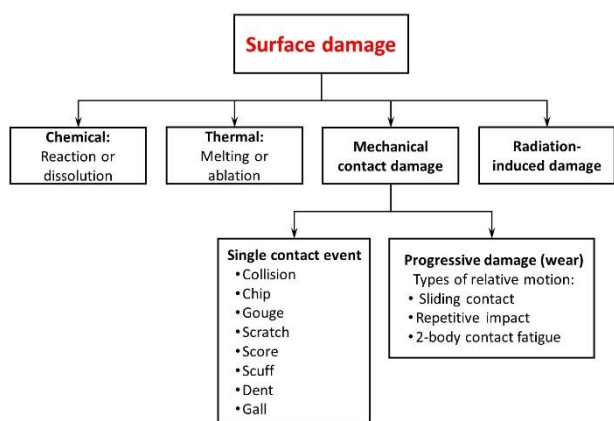 Surface damage
Chemical:
Reaction or
dissolution
Thermal:
Melting or
ablation
Mechanical
contact damage
Radiation-
induced damage
Single contact event
•Collision
•Chip
•Gouge
•Scratch
•Score
•Scuff
•Dent
•Gall
Progressive damage (wear)
Types of relative motion:
• Sliding contact
•Repetitive impact
•2-body contact fatigue